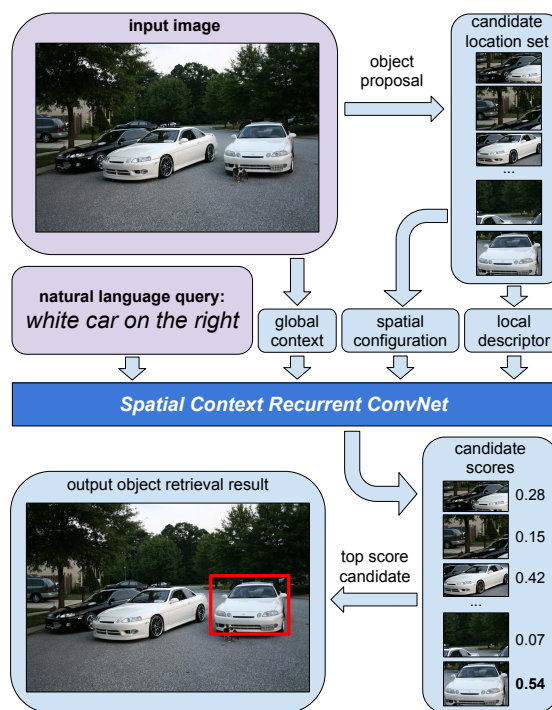 input image
object
proposal
candidate
location set
...
natural language query:
white car on the right
global
context
spatial
configuration
local
descriptor
Spatial Context Recurrent ConvNet
output object retrieval result
top score
candidate
candidate
scores
0.28
0.15
0.42
...
0.07
0.54